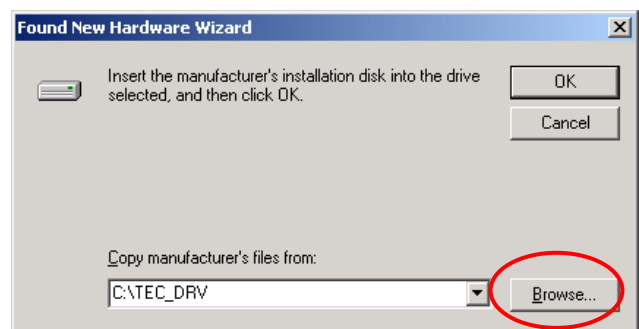 Found New Hardware Wizard
Insert the manufacturer's installation disk into the drive
selected, and then click OK.
OK
Cancel
Copy manufacturer's files from:
C:\TEC_DRV
Browse...